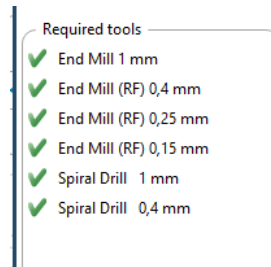 Required tools
End Mill 1 mm
End Mill (RF) 0,4 mm
End Mill (RF) 0,25 mm
End Mill (RF) 0,15 mm
Spiral Drill 1 mm
Spiral Drill 0,4 mm